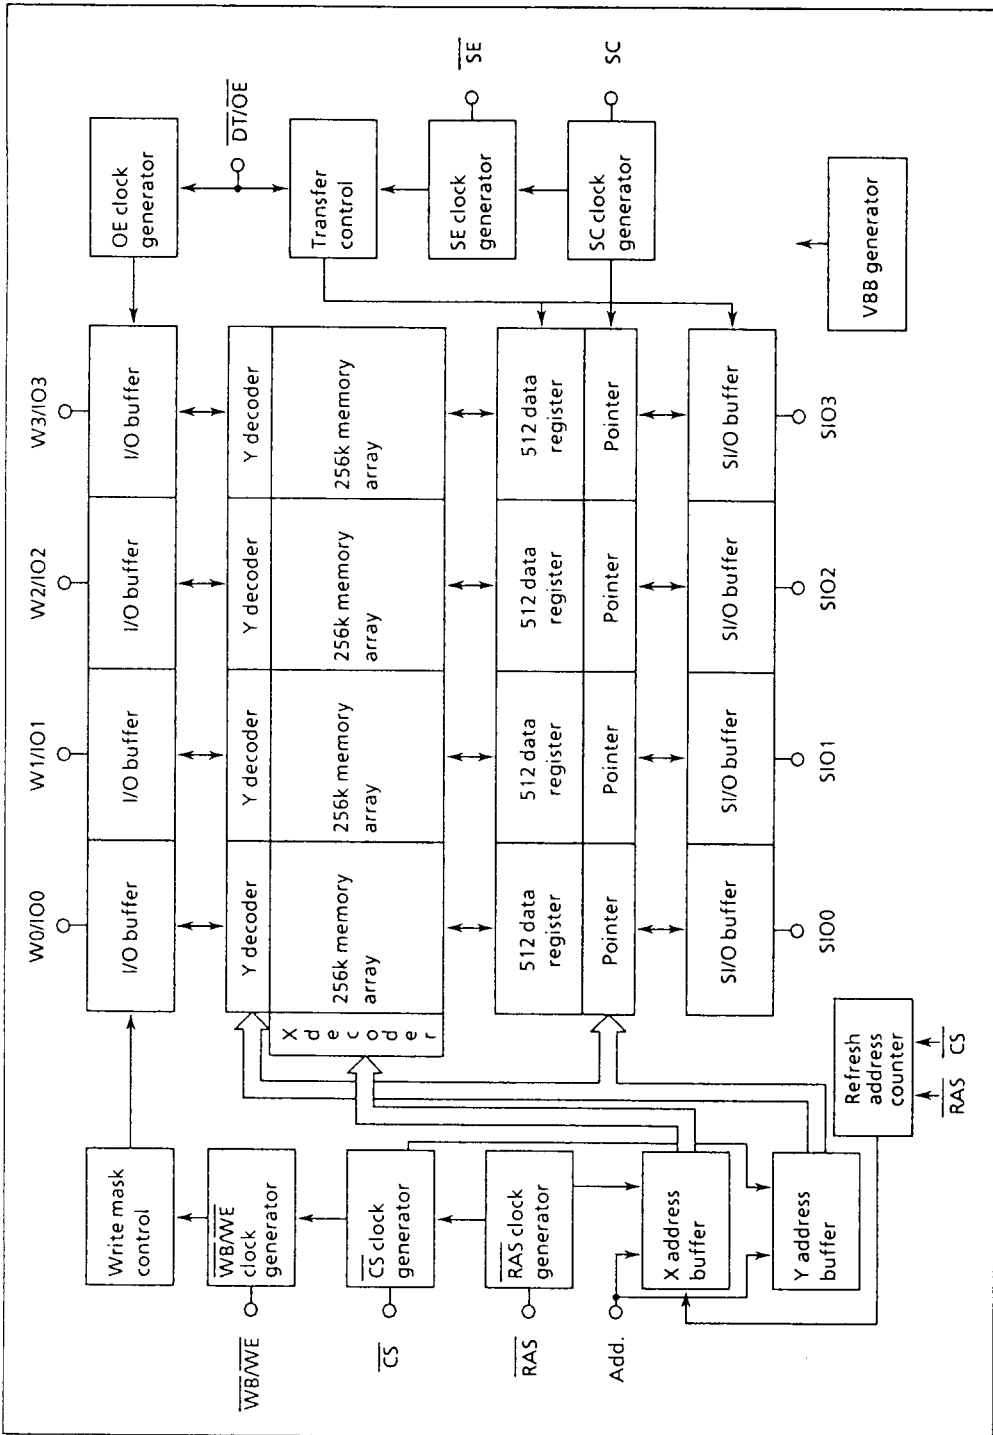 W0/IO0
W1/IO1
W2/IO2
W3/IO3
Write mask
control
I/O buffer
I/O buffer
I/O buffer
I/O buffer
OE clock
generator
DT/OE
WB/WE
WB/WE
clock
generator
Y decoder
Y decoder
Y decoder
Y decoder
X decoder
256k memory
array
256k memory
array
256k memory
array
256k memory
array
Transfer
control
CS
CS clock
generator
SE clock
generator
SE
RAS
RAS clock
generator
512 data
register
512 data
register
512 data
register
512 data
register
Pointer
Pointer
Pointer
Pointer
SC clock
generator
SC
Add.
X address
buffer
Y address
buffer
SI/O buffer
SI/O buffer
SI/O buffer
SI/O buffer
SIO0
SIO1
SIO2
SIO3
Refresh
address
counter
RAS
CS
VBB generator